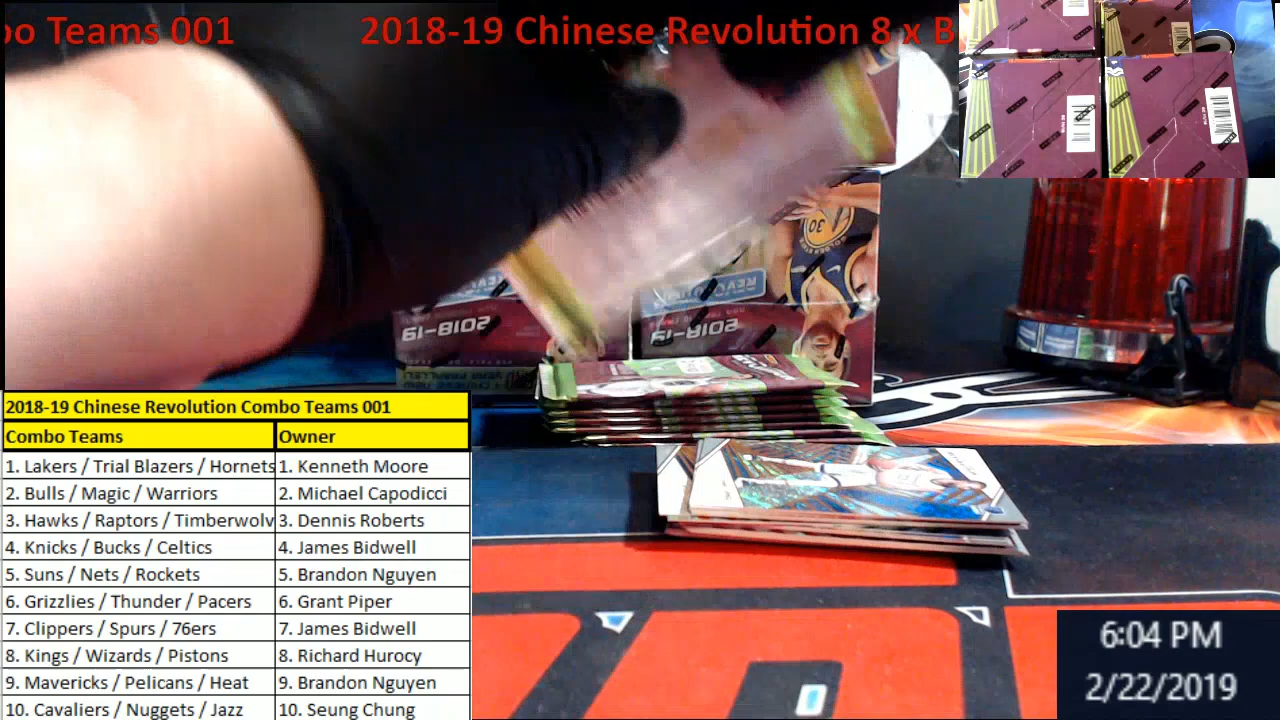 oo Teams 001 2018-19 Chinese Revolution 8 x B
REVOLUTION
2018-19
2018-19
30
2018-19 Chinese Revolution Combo Teams 001
Combo Teams Owner
1. Lakers / Trial Blazers / Hornets 1. Kenneth Moore
2. Bulls / Magic / Warriors 2. Michael Capodicci
3. Hawks / Raptors / Timberwolv 3. Dennis Roberts
4. Knicks / Bucks / Celtics 4. James Bidwell
5. Suns / Nets / Rockets 5. Brandon Nguyen
6. Grizzlies / Thunder / Pacers 6. Grant Piper
7. Clippers / Spurs / 76ers 7. James Bidwell
8. Kings / Wizards / Pistons 8. Richard Hurocy
9. Mavericks / Pelicans / Heat 9. Brandon Nguyen
10. Cavaliers / Nuggets / Jazz 10. Seung Chung
6:04 PM
2/22/2019